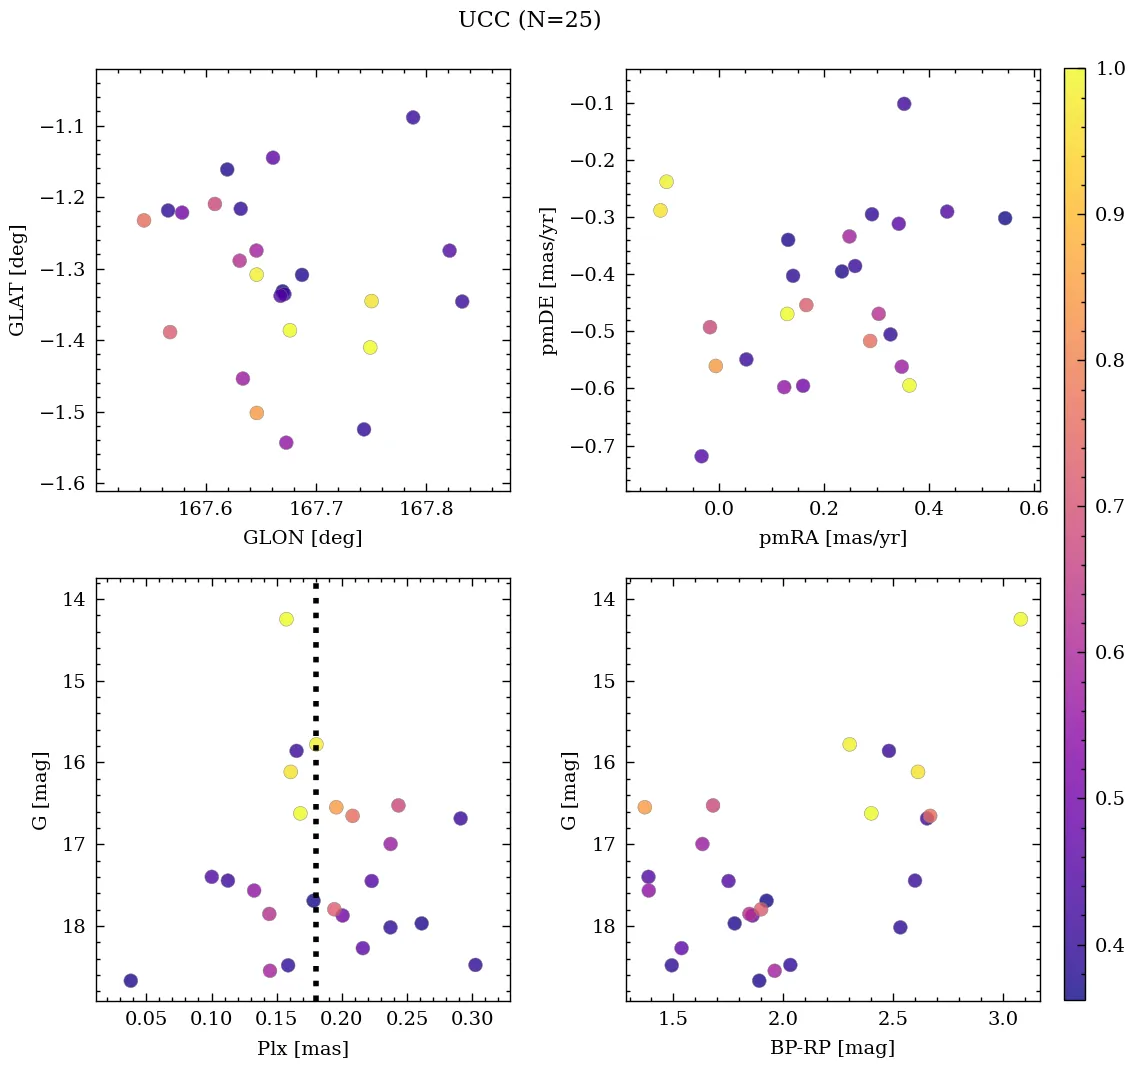 UCC (N=25)
−1.1
−1.2
−1.3
−1.4
−1.5
−1.6
GLAT [deg]
167.6 167.7 167.8
GLON [deg]
−0.1
−0.2
−0.3
−0.4
−0.5
−0.6
−0.7
pmDE [mas/yr]
0.0 0.2 0.4 0.6
pmRA [mas/yr]
14
15
16
17
18
G [mag]
0.05 0.10 0.15 0.20 0.25 0.30
Plx [mas]
14
15
16
17
18
G [mag]
1.5 2.0 2.5 3.0
BP-RP [mag]
1.0
0.9
0.8
0.7
0.6
0.5
0.4